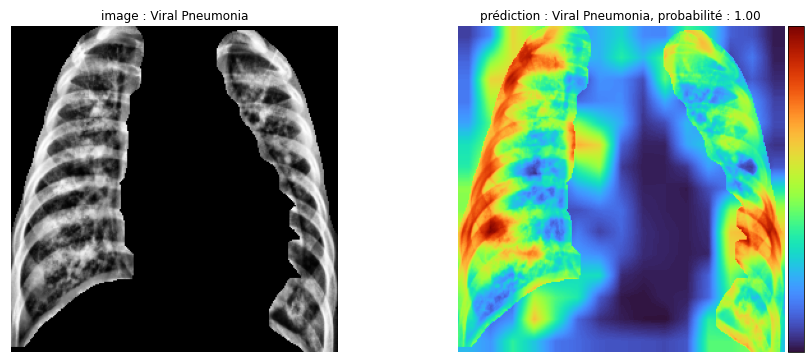 image : Viral Pneumonia
prédiction : Viral Pneumonia, probabilité : 1.00